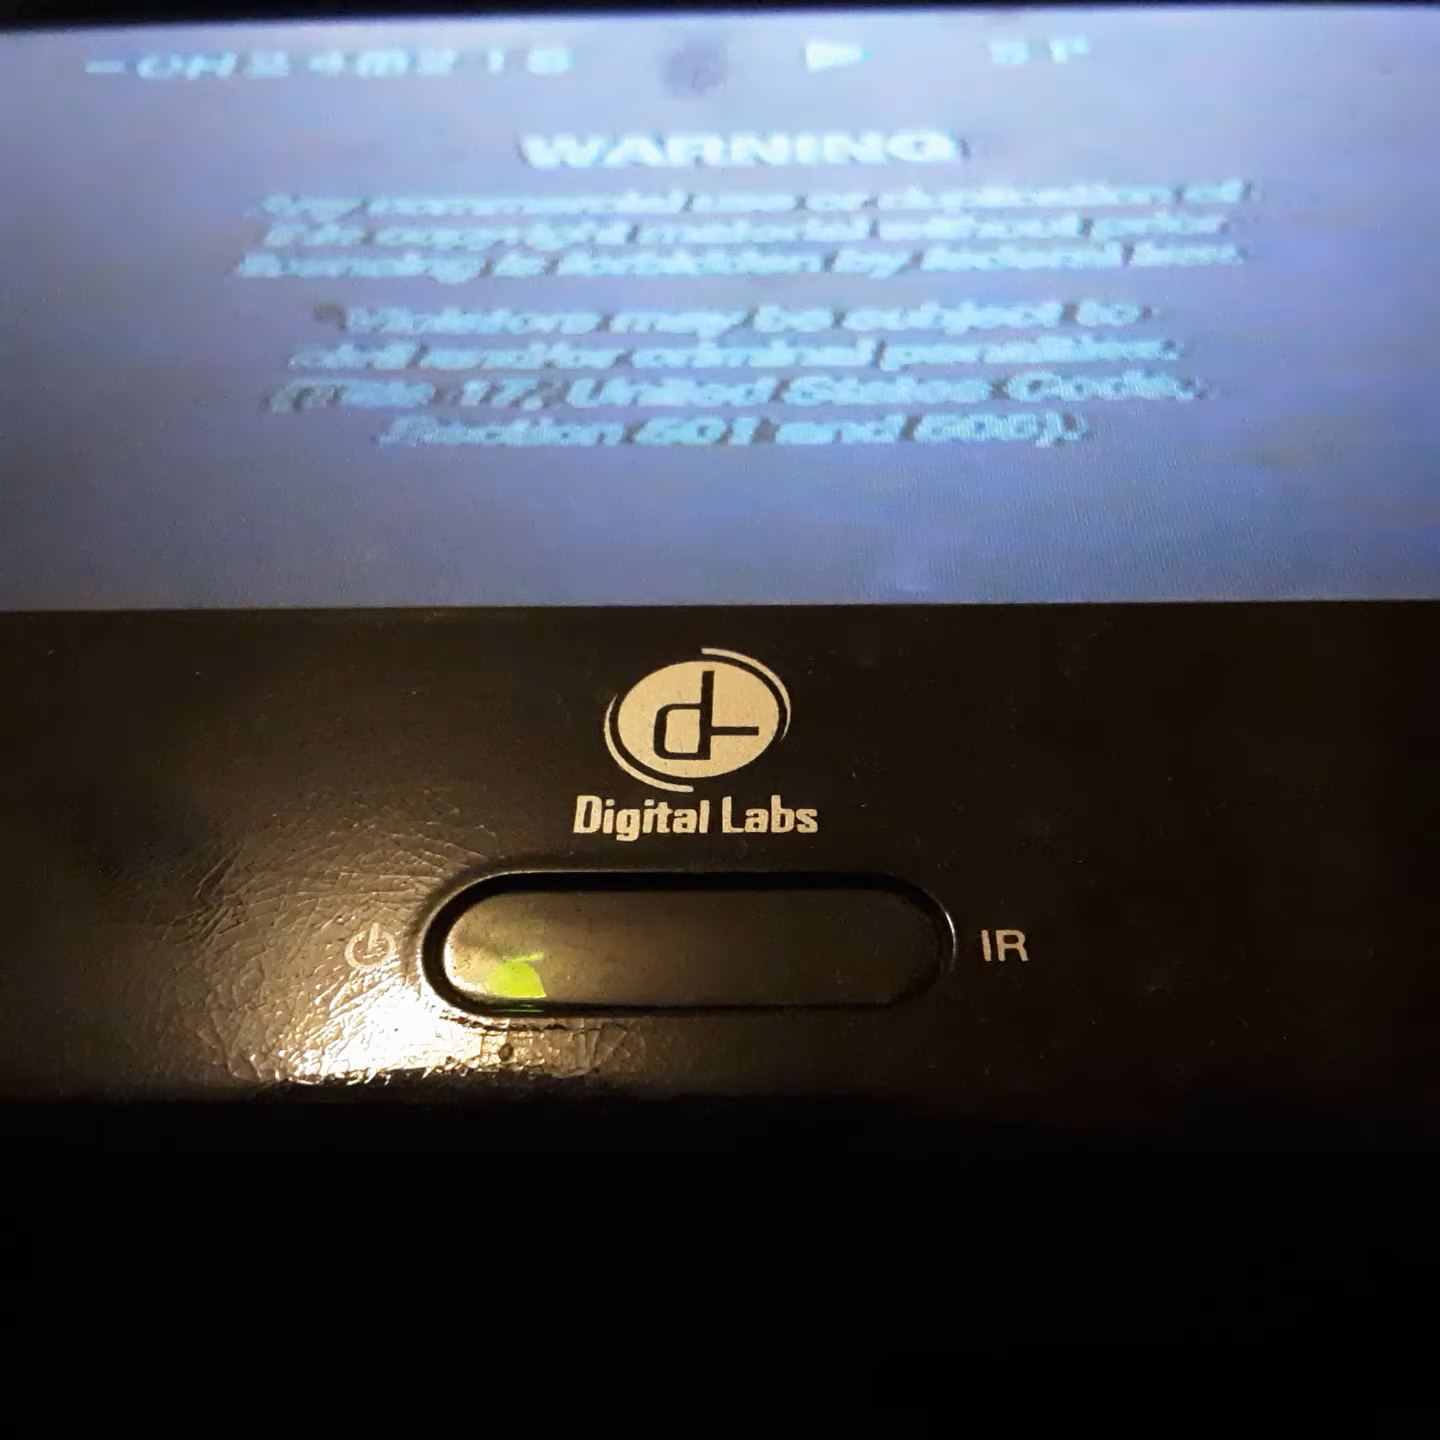 -0H24M21S SP
WARNING
Any commercial use or duplication of
this copyright material without prior
licensing is forbidden by federal law.
Violators may be subject to
civil and/or criminal penalties.
(Title 17, United States Code,
Section 501 and 506).
Digital Labs
IR